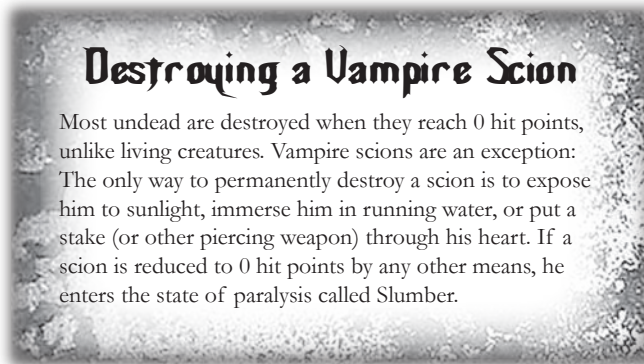 Destroying a Vampire Scion
Most undead are destroyed when they reach 0 hit points,
unlike living creatures. Vampire scions are an exception:
The only way to permanently destroy a scion is to expose
him to sunlight, immerse him in running water, or put a
stake (or other piercing weapon) through his heart. If a
scion is reduced to 0 hit points by any other means, he
enters the state of paralysis called Slumber.